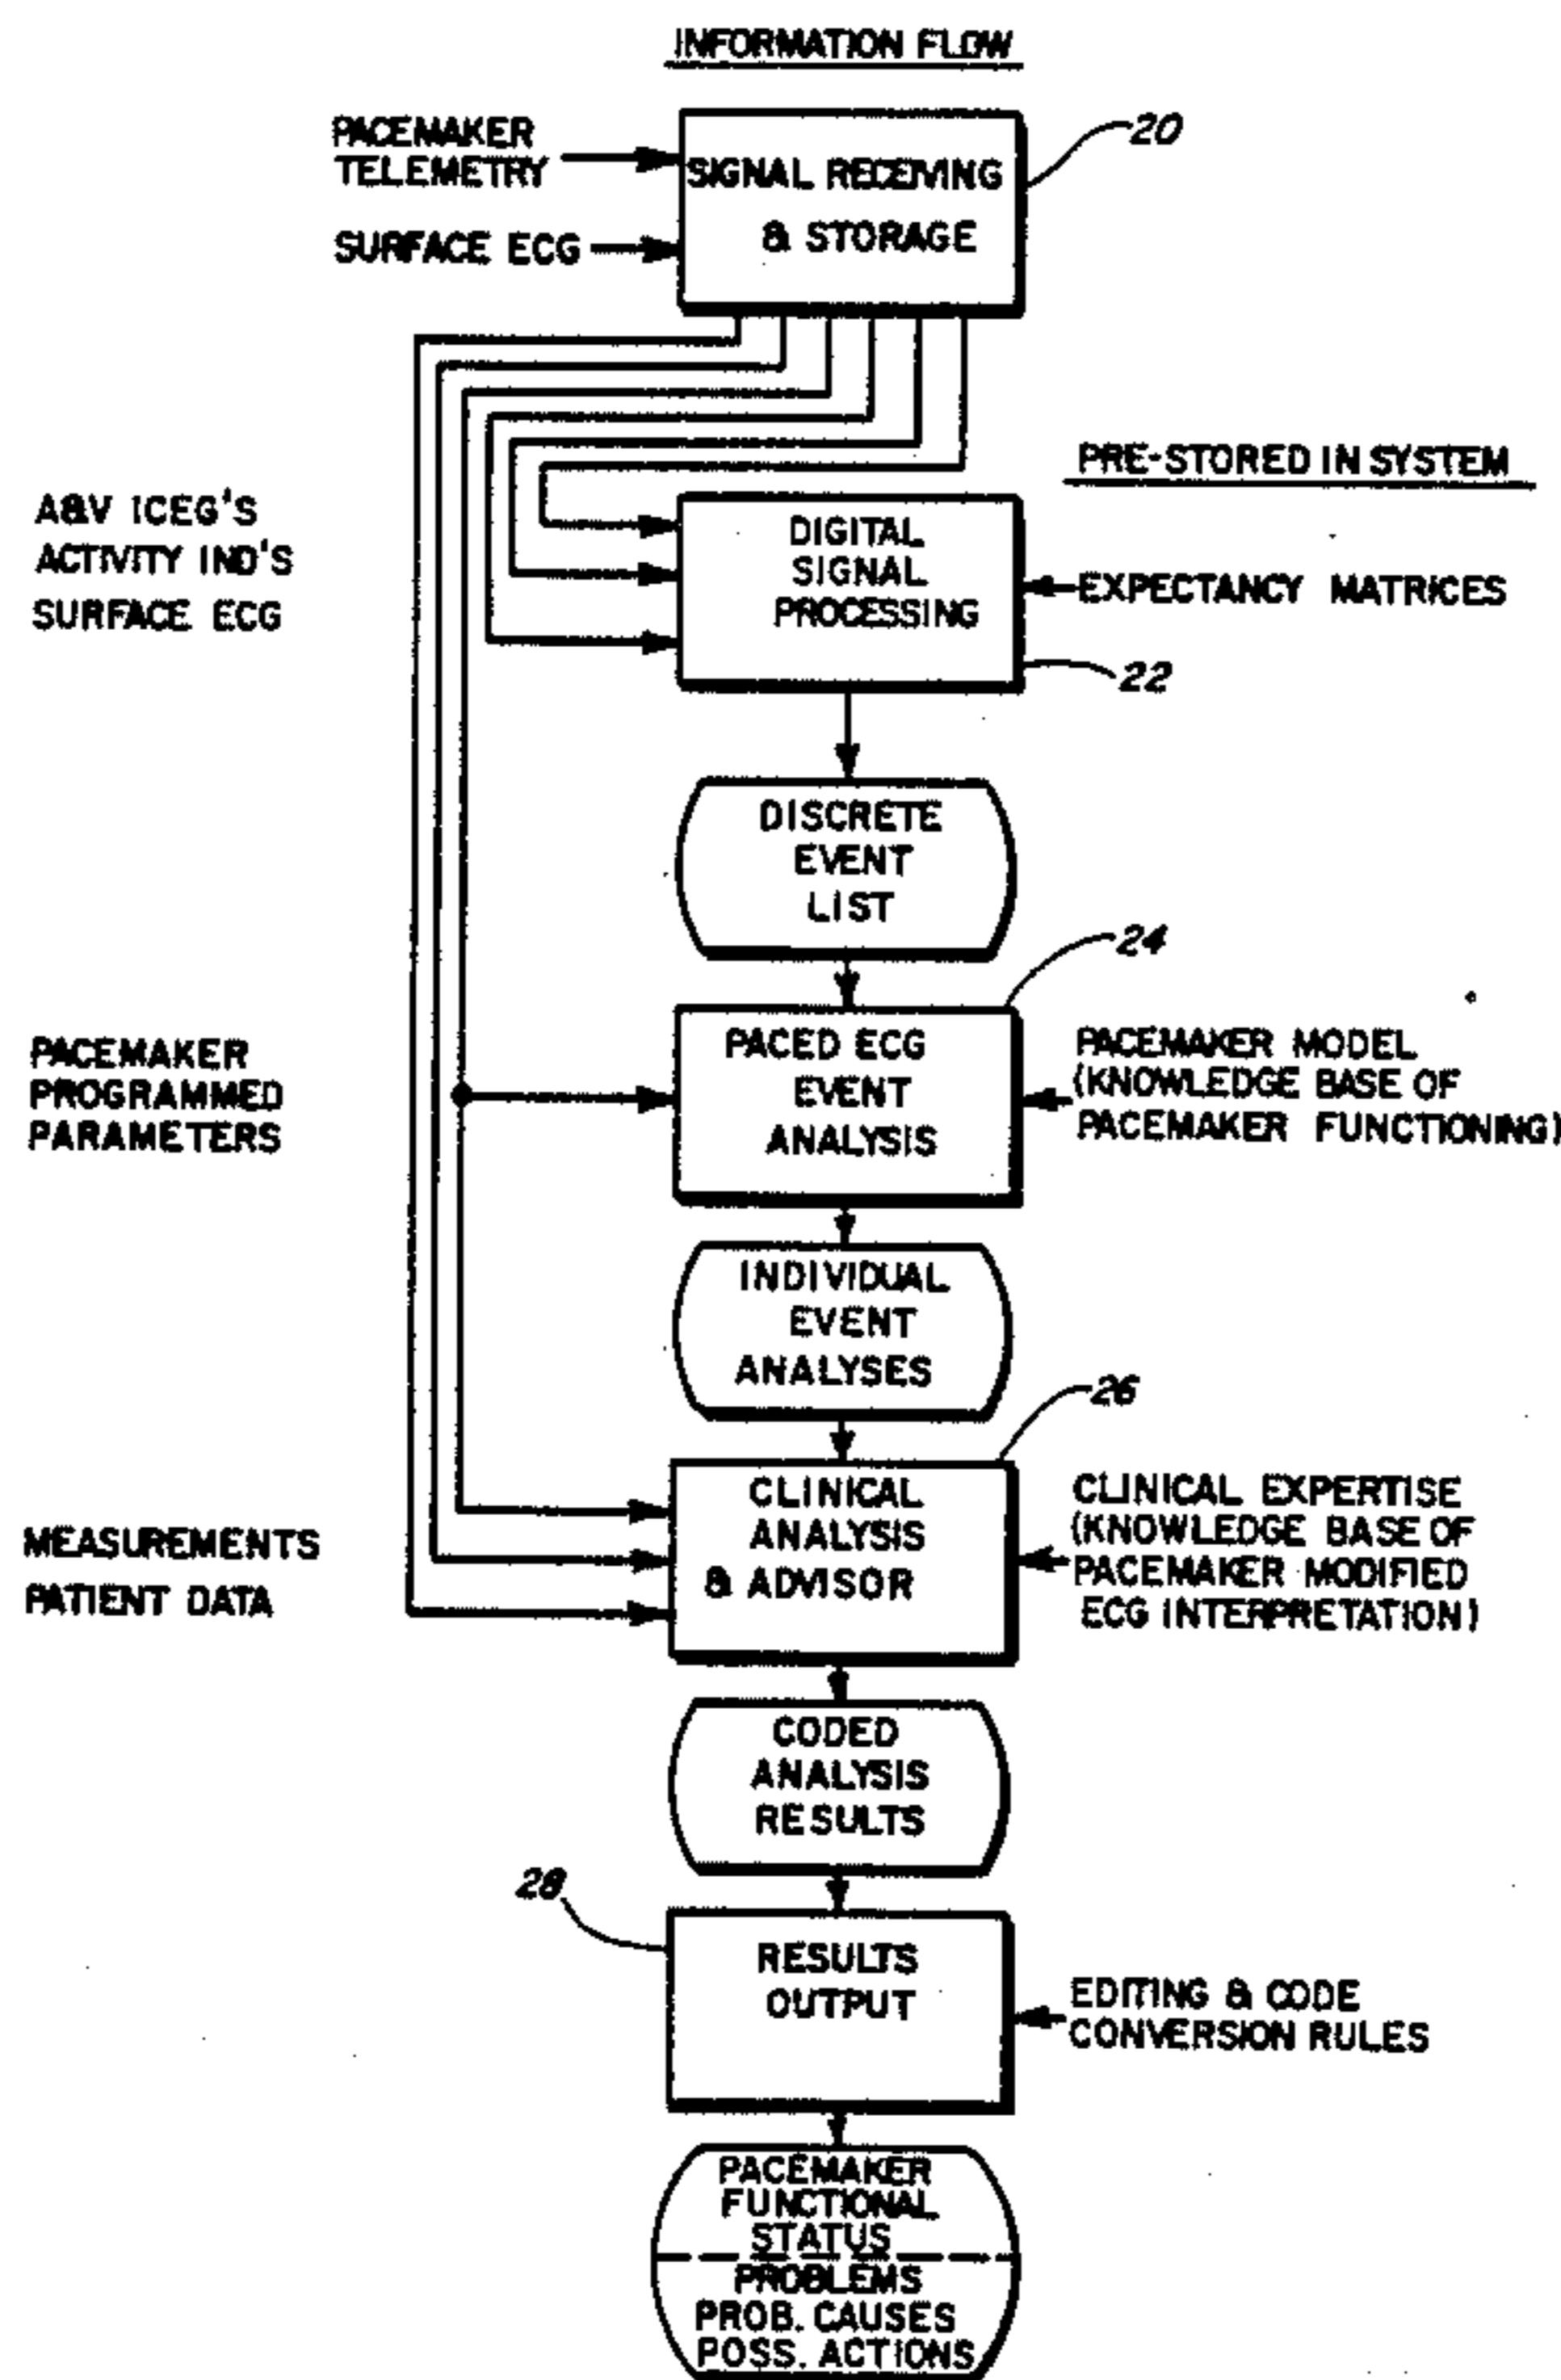 INFORMATION FLOW
PACEMAKER
TELEMETRY
SURFACE ECG
SIGNAL RECEIVING
& STORAGE
20
PRE-STORED IN SYSTEM
A&V ICEG'S
ACTIVITY IND'S
SURFACE ECG
DIGITAL
SIGNAL
PROCESSING
EXPECTANCY MATRICES
22
DISCRETE
EVENT
LIST
24
PACEMAKER
PROGRAMMED
PARAMETERS
PACED ECG
EVENT
ANALYSIS
PACEMAKER MODEL
(KNOWLEDGE BASE OF
PACEMAKER FUNCTIONING)
INDIVIDUAL
EVENT
ANALYSES
26
MEASUREMENTS
PATIENT DATA
CLINICAL
ANALYSIS
& ADVISOR
CLINICAL EXPERTISE
(KNOWLEDGE BASE OF
PACEMAKER MODIFIED
ECG INTERPRETATION)
CODED
ANALYSIS
RESULTS
28
RESULTS
OUTPUT
EDITING & CODE
CONVERSION RULES
PACEMAKER
FUNCTIONAL
STATUS
PROBLEMS
PROB. CAUSES
POSS. ACTIONS